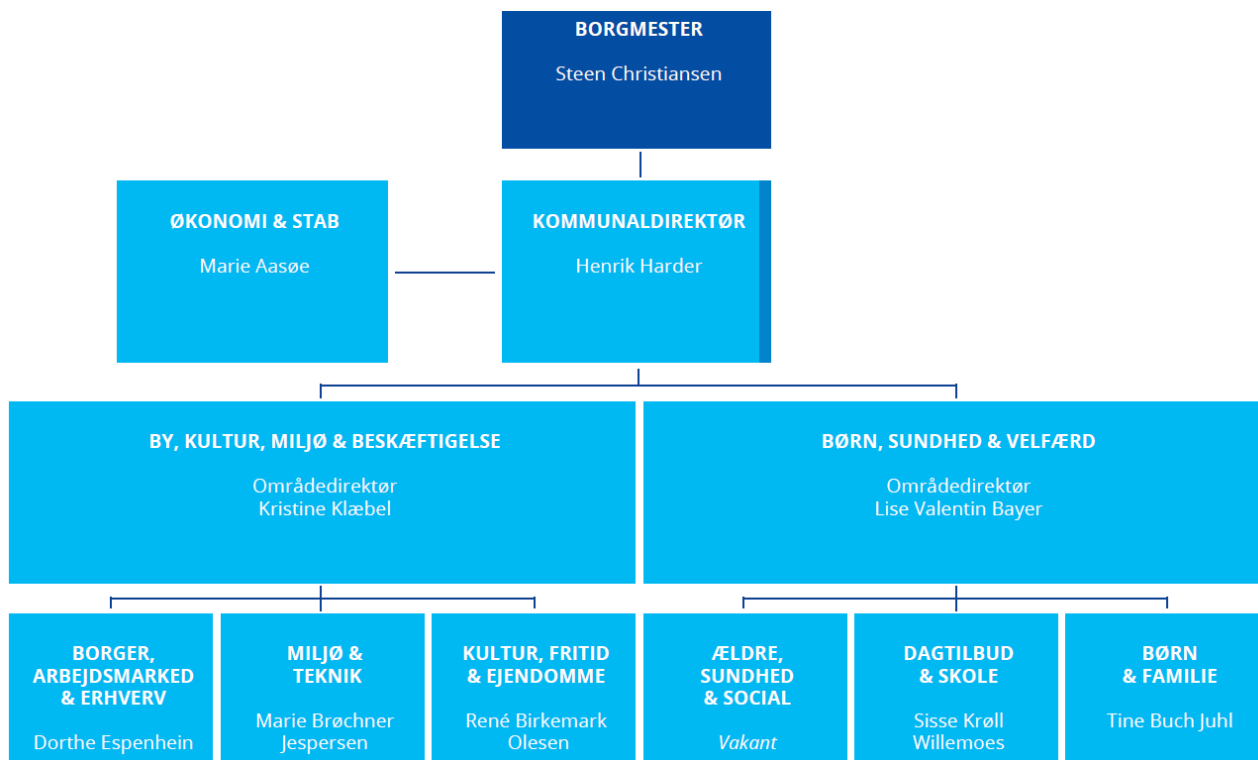 BORGMESTER
Steen Christiansen
ØKONOMI & STAB
Marie Aasøe
KOMMUNALDIREKTØR
Henrik Harder
BY, KULTUR, MILJØ & BESKÆFTIGELSE
Områdedirektør
Kristine Klæbel
BØRN, SUNDHED & VELFÆRD
Områdedirektør
Lise Valentin Bayer
BORGER,
ARBEJDSMARKED
& ERHVERV
Dorthe Espenhein
MILJØ &
TEKNIK
Marie Brøchner
Jespersen
KULTUR, FRITID
& EJENDOMME
René Birkemark
Olesen
ÆLDRE,
SUNDHED
& SOCIAL
Vakant
DAGTILBUD
& SKOLE
Sisse Krøll
Willemoes
BØRN
& FAMILIE
Tine Buch Juhl